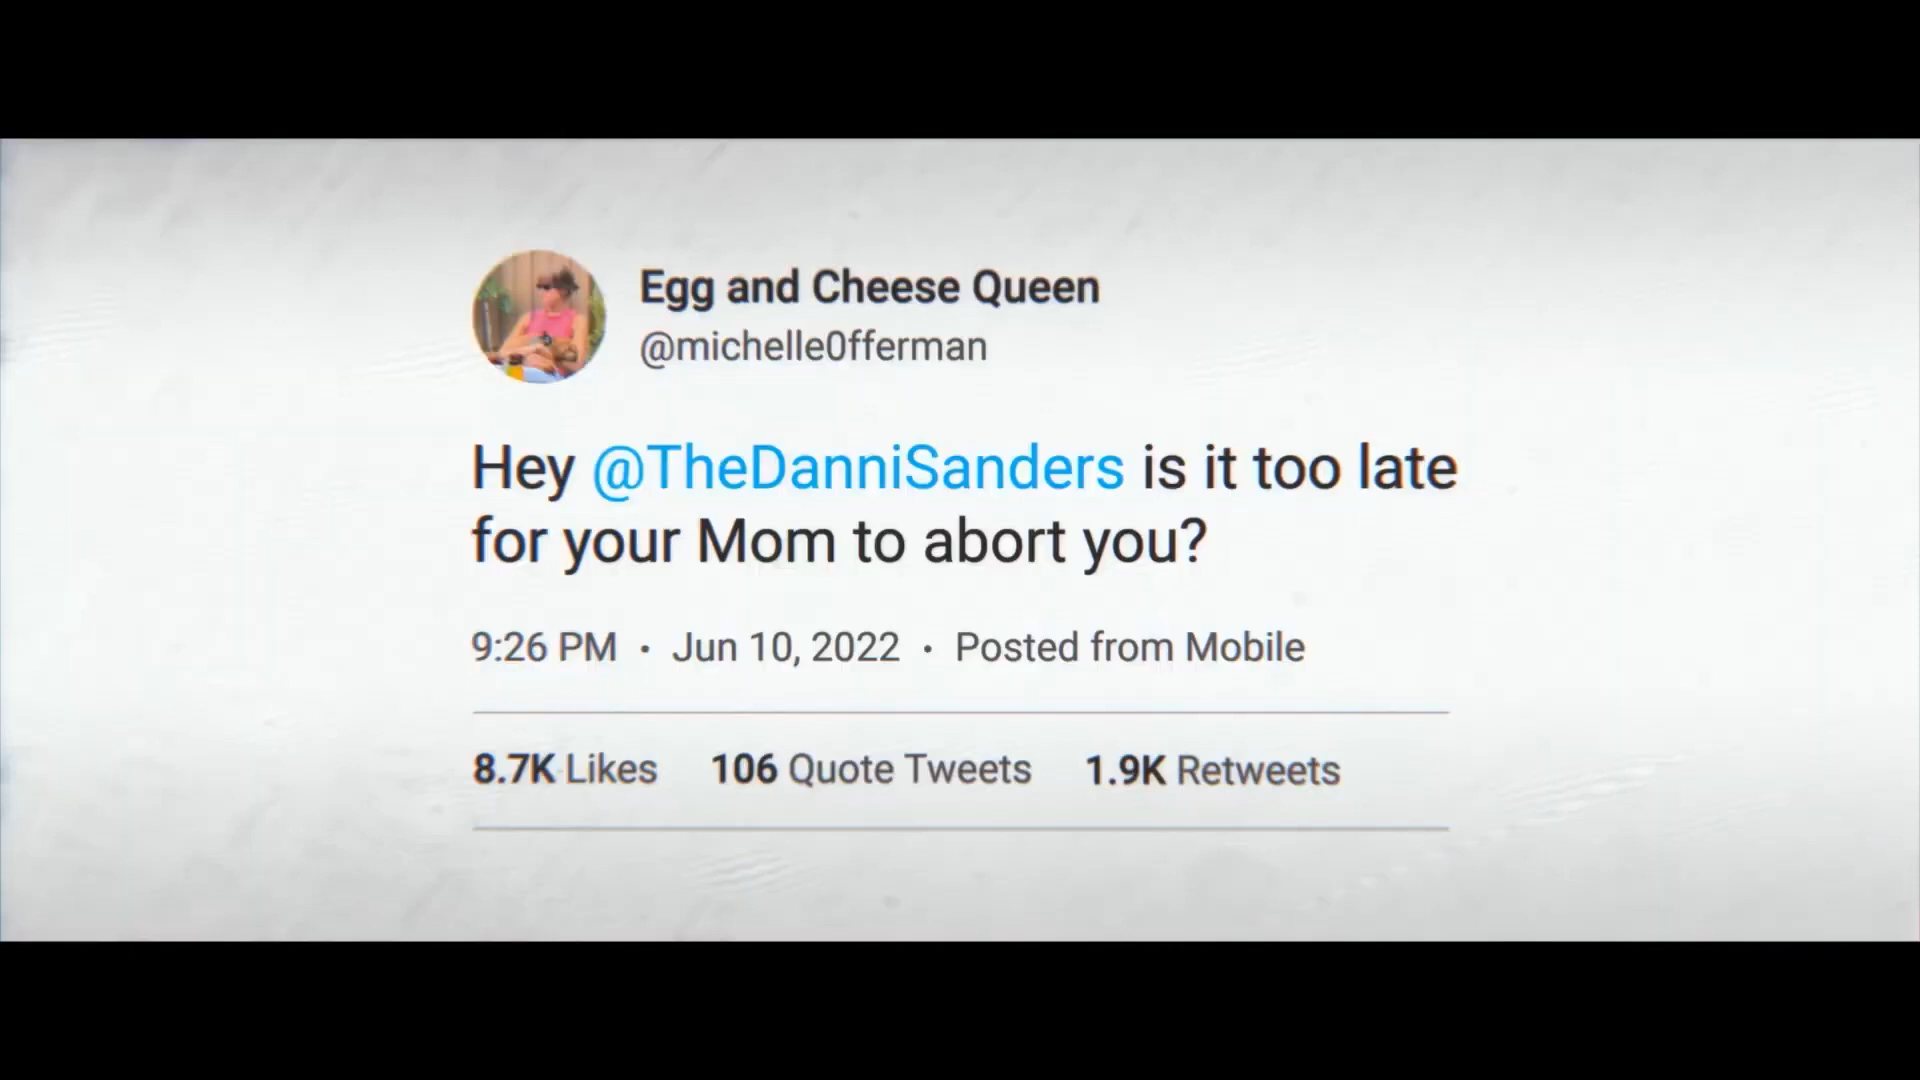 Egg and Cheese Queen
@michelle0fferman
Hey @TheDanniSanders is it too late
for your Mom to abort you?
9:26 PM · Jun 10, 2022 · Posted from Mobile
8.7K Likes 106 Quote Tweets 1.9K Retweets